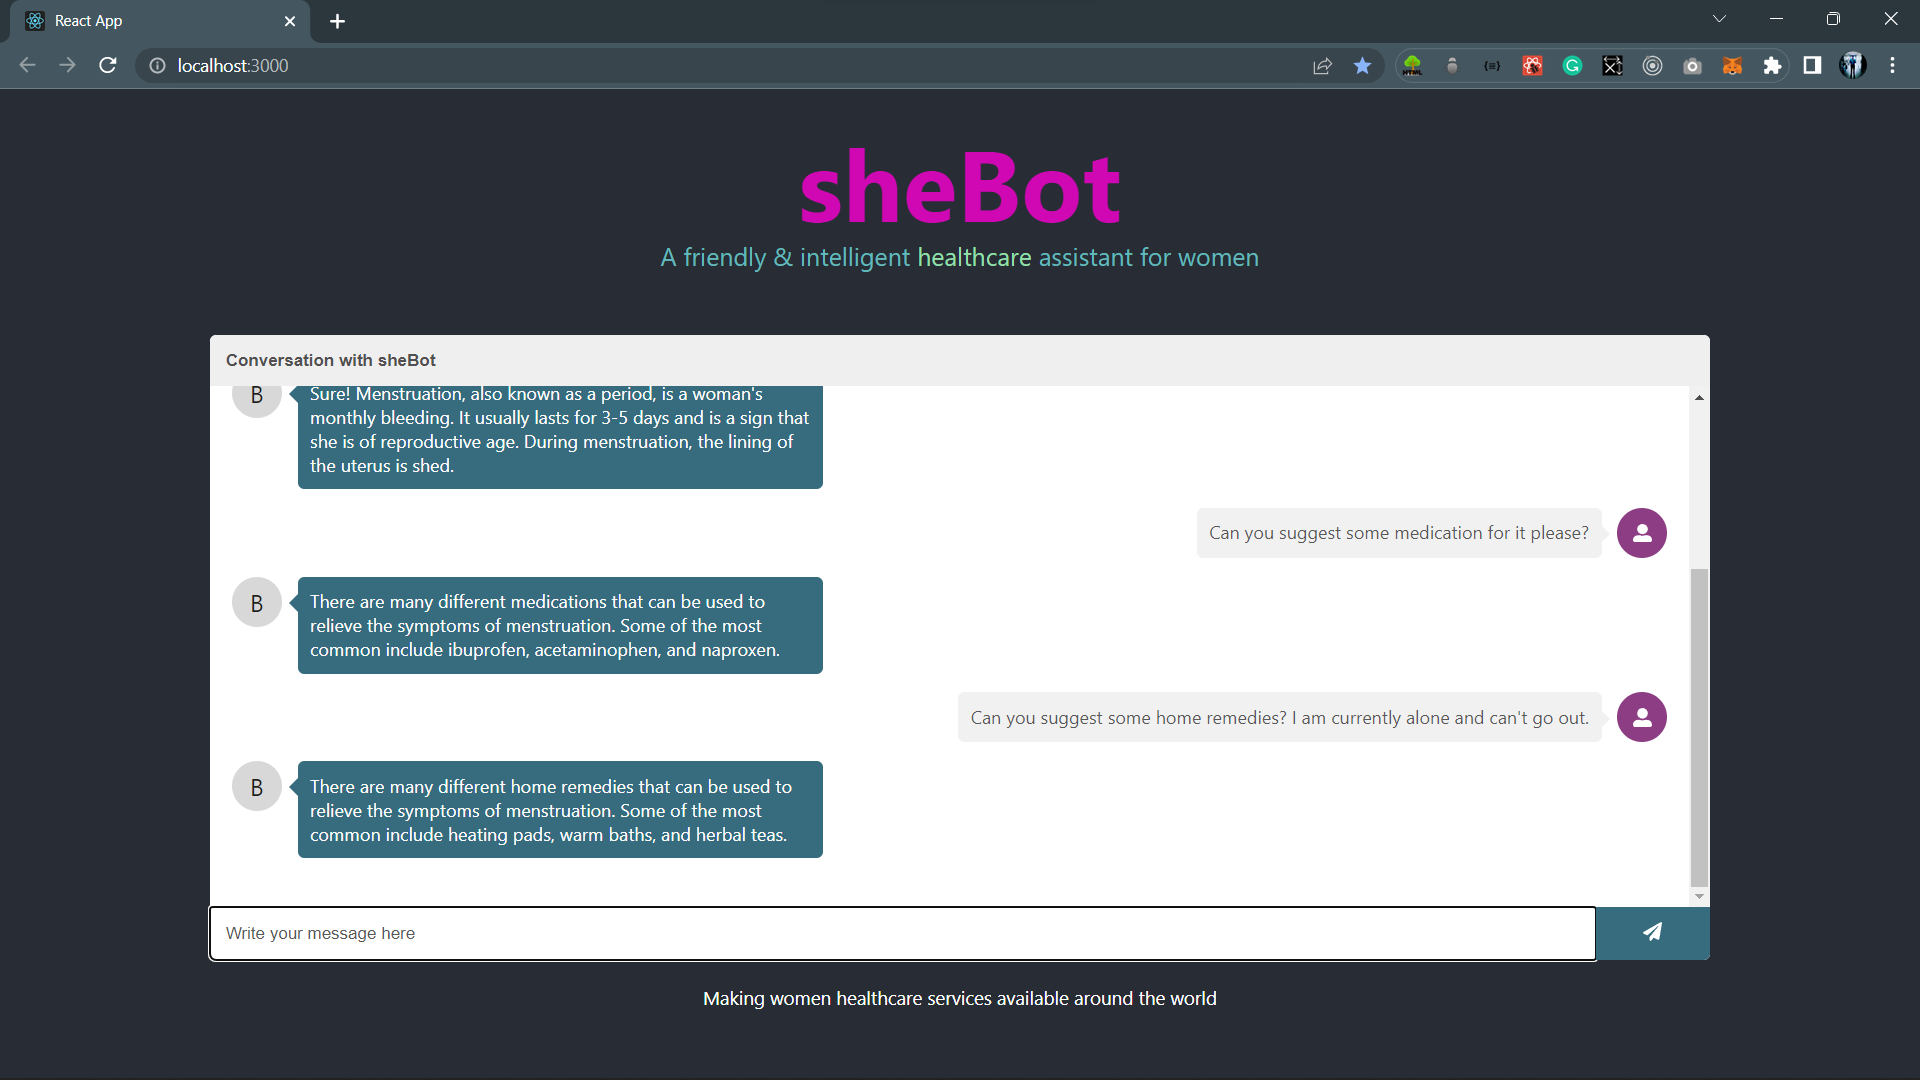 React App
localhost:3000
HTML
sheBot
A friendly & intelligent healthcare assistant for women
Conversation with sheBot
B
Sure! Menstruation, also known as a period, is a woman's
monthly bleeding. It usually lasts for 3-5 days and is a sign that
she is of reproductive age. During menstruation, the lining of
the uterus is shed.
Can you suggest some medication for it please?
B
There are many different medications that can be used to
relieve the symptoms of menstruation. Some of the most
common include ibuprofen, acetaminophen, and naproxen.
Can you suggest some home remedies? I am currently alone and can't go out.
B
There are many different home remedies that can be used to
relieve the symptoms of menstruation. Some of the most
common include heating pads, warm baths, and herbal teas.
Write your message here
Making women healthcare services available around the world